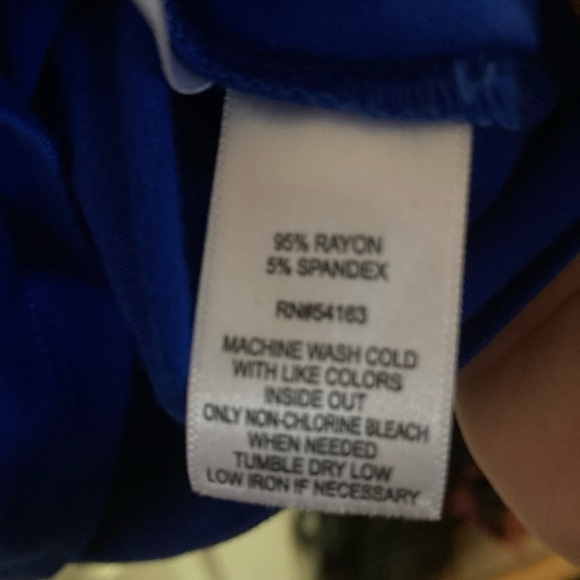 95% RAYON
5% SPANDEX
RN#54163
MACHINE WASH COLD
WITH LIKE COLORS
INSIDE OUT
ONLY NON-CHLORINE BLEACH
WHEN NEEDED
TUMBLE DRY LOW
LOW IRON IF NECESSARY